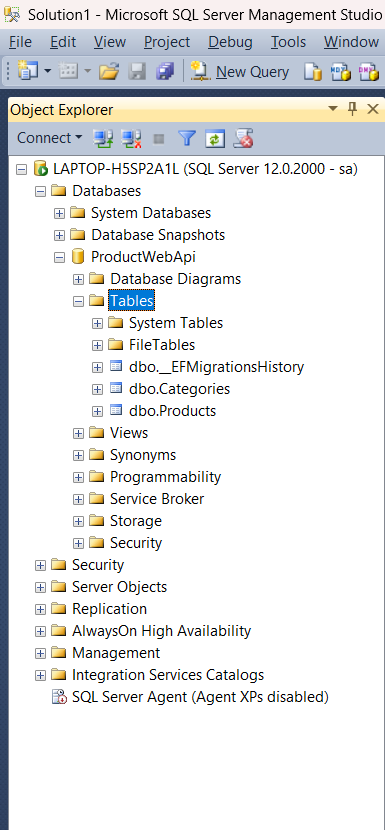 Solution1 - Microsoft SQL Server Management Studio
File Edit View Project Debug Tools Window
New Query
Object Explorer
Connect
LAPTOP-H5SP2A1L (SQL Server 12.0.2000 - sa)
Databases
System Databases
Database Snapshots
ProductWebApi
Database Diagrams
Tables
System Tables
FileTables
dbo.__EFMigrationsHistory
dbo.Categories
dbo.Products
Views
Synonyms
Programmability
Service Broker
Storage
Security
Security
Server Objects
Replication
AlwaysOn High Availability
Management
Integration Services Catalogs
SQL Server Agent (Agent XPs disabled)